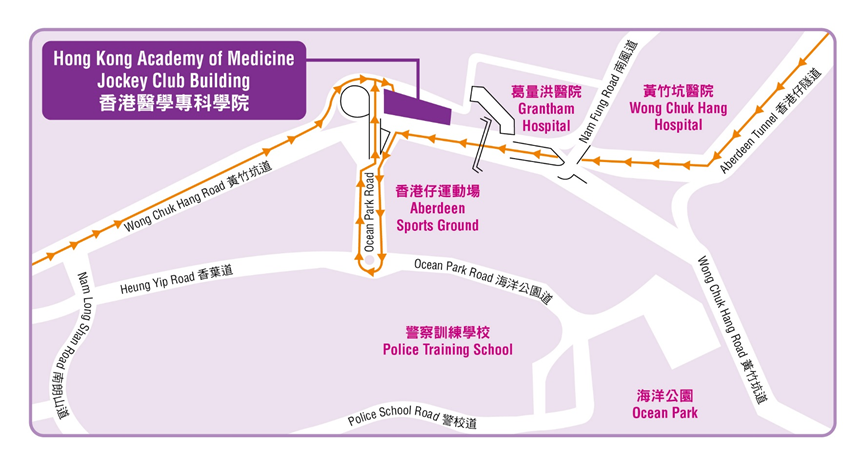 Hong Kong Academy of Medicine
Jockey Club Building
香港醫學專科學院
葛量洪醫院
Grantham
Hospital
Nam Fung Road 南風道
黃竹坑醫院
Wong Chuk Hang
Hospital
Aberdeen Tunnel 香港仔隧道
Wong Chuk Hang Road 黃竹坑道
Ocean Park Road
香港仔運動場
Aberdeen
Sports Ground
Heung Yip Road 香葉道
Ocean Park Road 海洋公園道
Nam Long Shan Road 南朗山道
Wong Chuk Hang Road 黃竹坑道
警察訓練學校
Police Training School
海洋公園
Ocean Park
Police School Road 警校道